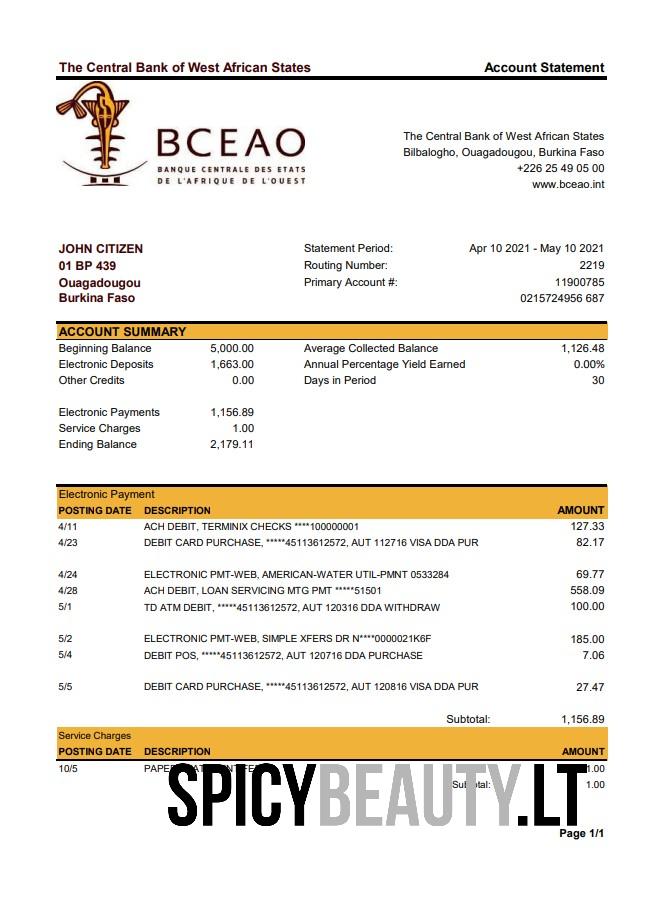 The Central Bank of West African States Account Statement
BCEAO
BANQUE CENTRALE DES ETATS
DE L'AFRIQUE DE L'OUEST
The Central Bank of West African States
Bilbalogho, Ouagadougou, Burkina Faso
+226 25 49 05 00
www.bceao.int
JOHN CITIZEN Statement Period: Apr 10 2021 - May 10 2021
01 BP 439 Routing Number: 2219
Ouagadougou Primary Account #: 11900785
Burkina Faso 0215724956 687
ACCOUNT SUMMARY
Beginning Balance 5,000.00 Average Collected Balance 1,126.48
Electronic Deposits 1,663.00 Annual Percentage Yield Earned 0.00%
Other Credits 0.00 Days in Period 30
Electronic Payments 1,156.89
Service Charges 1.00
Ending Balance 2,179.11
Electronic Payment
POSTING DATE DESCRIPTION AMOUNT
4/11 ACH DEBIT, TERMINIX CHECKS ****100000001 127.33
4/23 DEBIT CARD PURCHASE, *****45113612572, AUT 112716 VISA DDA PUR 82.17
4/24 ELECTRONIC PMT-WEB, AMERICAN-WATER UTIL-PMNT 0533284 69.77
4/28 ACH DEBIT, LOAN SERVICING MTG PMT *****51501 558.09
5/1 TD ATM DEBIT, *****45113612572, AUT 120316 DDA WITHDRAW 100.00
5/2 ELECTRONIC PMT-WEB, SIMPLE XFERS DR N****0000021K6F 185.00
5/4 DEBIT POS, *****45113612572, AUT 120716 DDA PURCHASE 7.06
5/5 DEBIT CARD PURCHASE, *****45113612572, AUT 120816 VISA DDA PUR 27.47
Subtotal: 1,156.89
Service Charges
POSTING DATE DESCRIPTION AMOUNT
10/5 1.00
Subtotal: 1.00
SPICYBEAUTY.LT
Page 1/1